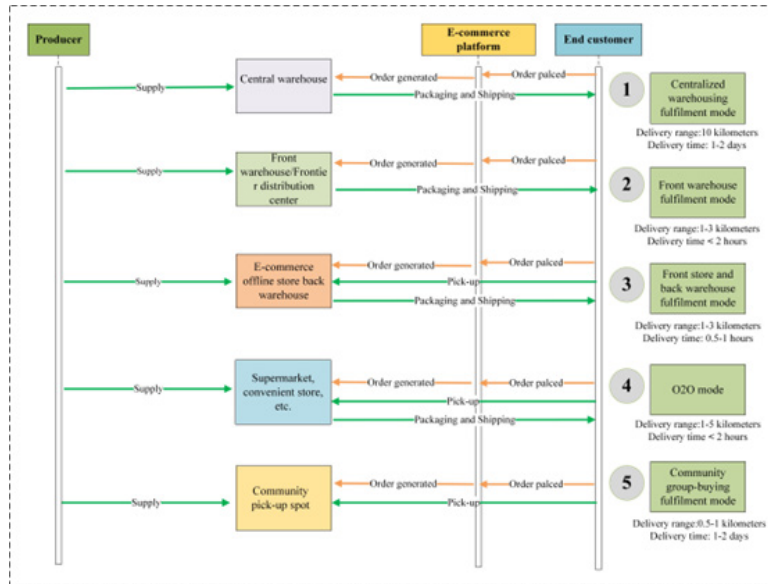 Producer
E-commerce
platform
End customer
Central warehouse
Supply
Order generated
Order palced
Packaging and Shipping
1
Centralized
warehousing
fulfilment mode
Delivery range:10 kilometers
Delivery time: 1-2 days
Front
warehouse/Frontie
r distribution
center
Supply
Order generated
Order palced
Packaging and Shipping
2
Front warehouse
fulfilment mode
Delivery range:1-3 kilometers
Delivery time < 2 hours
E-commerce
offline store back
warehouse
Supply
Order generated
Order palced
Pick-up
Packaging and Shipping
3
Front store and
back warehouse
fulfilment mode
Delivery range:1-3 kilometers
Delivery time: 0.5-1 hours
Supermarket,
convenient store,
etc.
Supply
Order generated
Order palced
Pick-up
Packaging and Shipping
4
O2O mode
Delivery range:1-5 kilometers
Delivery time < 2 hours
Community
pick-up spot
Supply
Order generated
Order palced
Pick-up
5
Community
group-buying
fulfilment mode
Delivery range:0.5-1 kilometers
Delivery time: 1-2 days